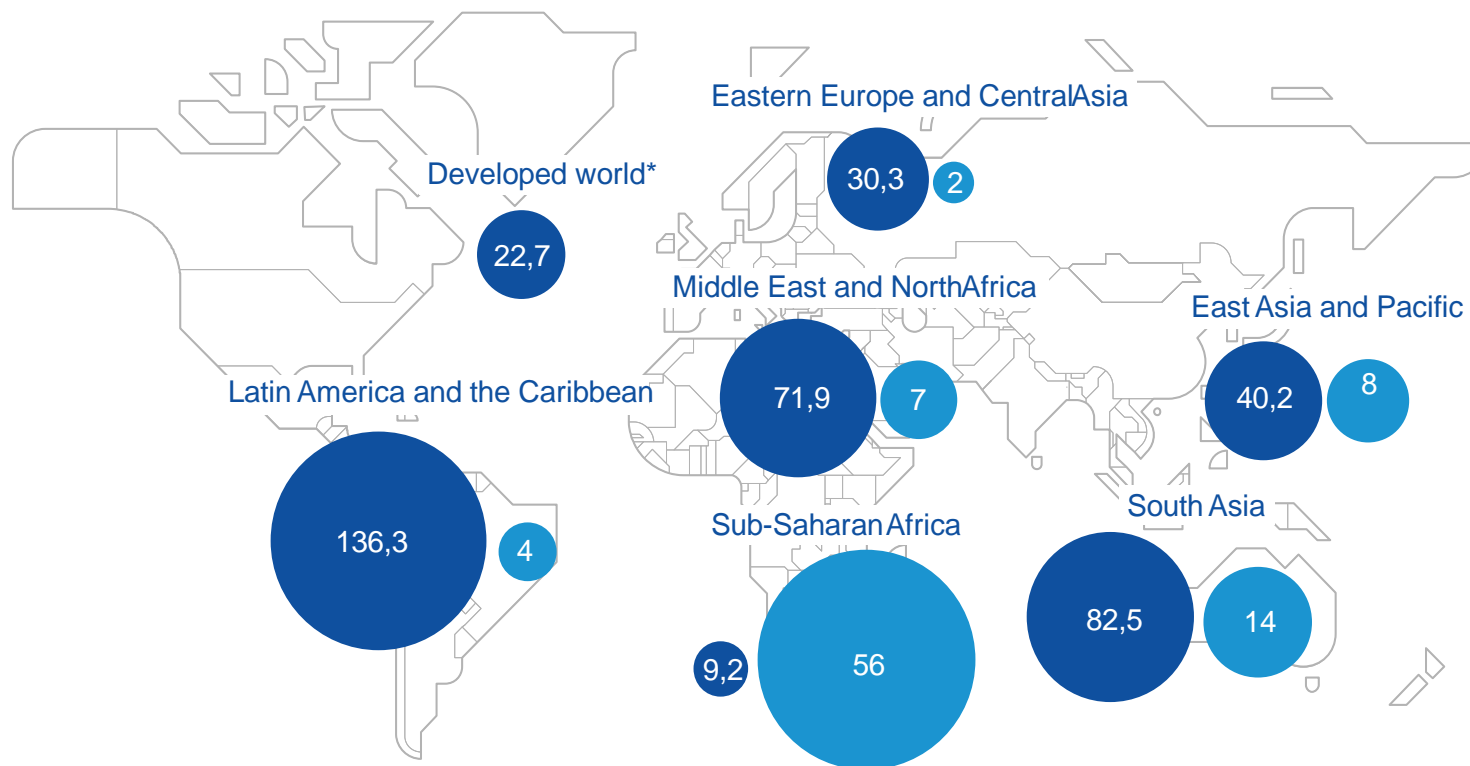 Eastern Europe and CentralAsia
30,3
2
Developed world*
22,7
Middle East and NorthAfrica
71,9
7
East Asia and Pacific
40,2
8
Latin America and the Caribbean
136,3
4
Sub-SaharanAfrica
9,2
56
South Asia
82,5
14